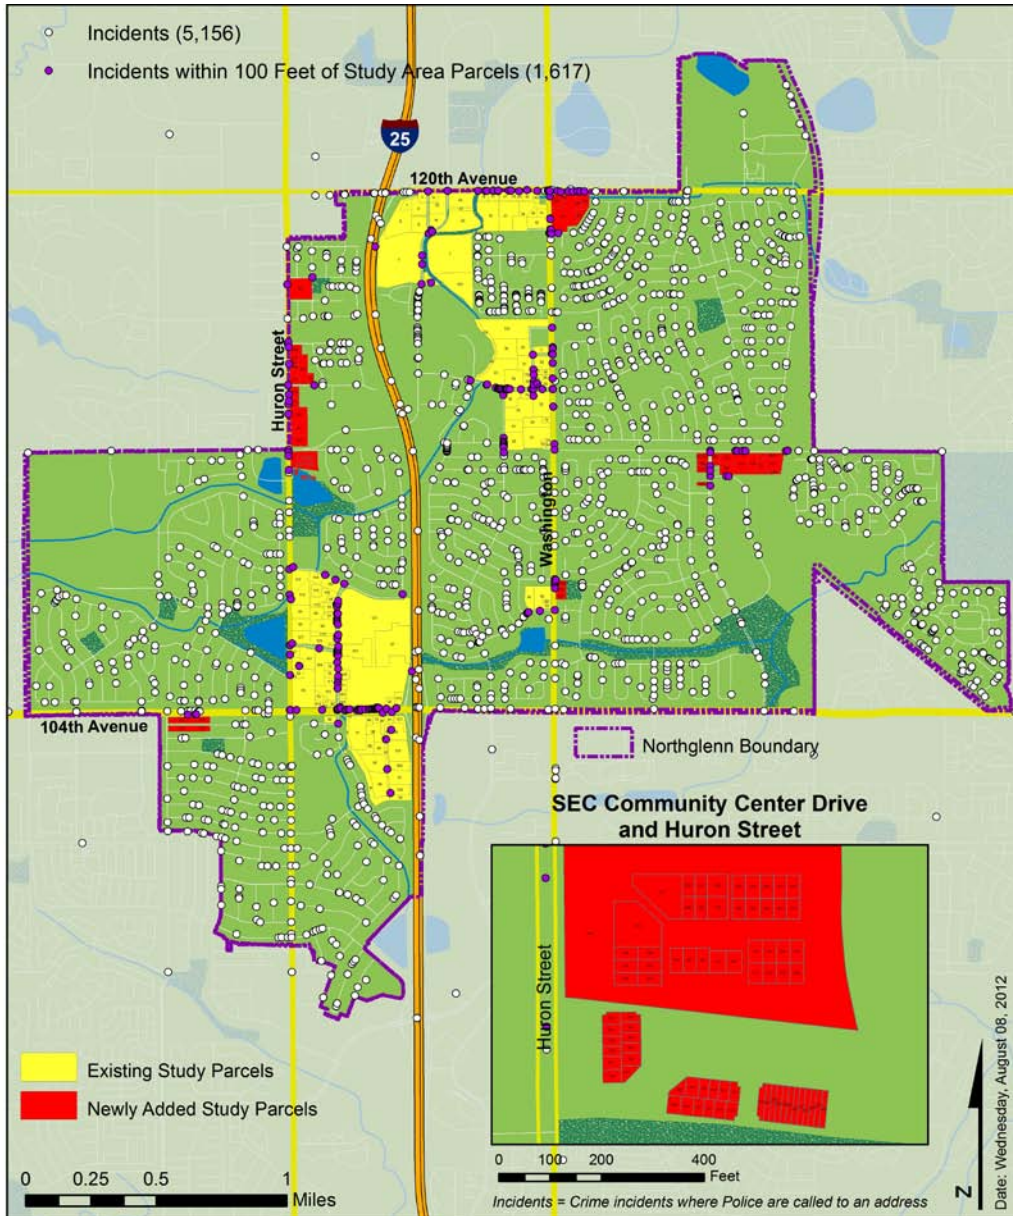 Incidents (5,156)
Incidents within 100 Feet of Study Area Parcels (1,617)
25
120th Avenue
Huron Street
Washington
104th Avenue
Northglenn Boundary
SEC Community Center Drive
and Huron Street
Huron Street
Existing Study Parcels
Newly Added Study Parcels
0 0.25 0.5 1
Miles
0 100 200 400
Feet
Incidents = Crime incidents where Police are called to an address
N
Date: Wednesday, August 08, 2012